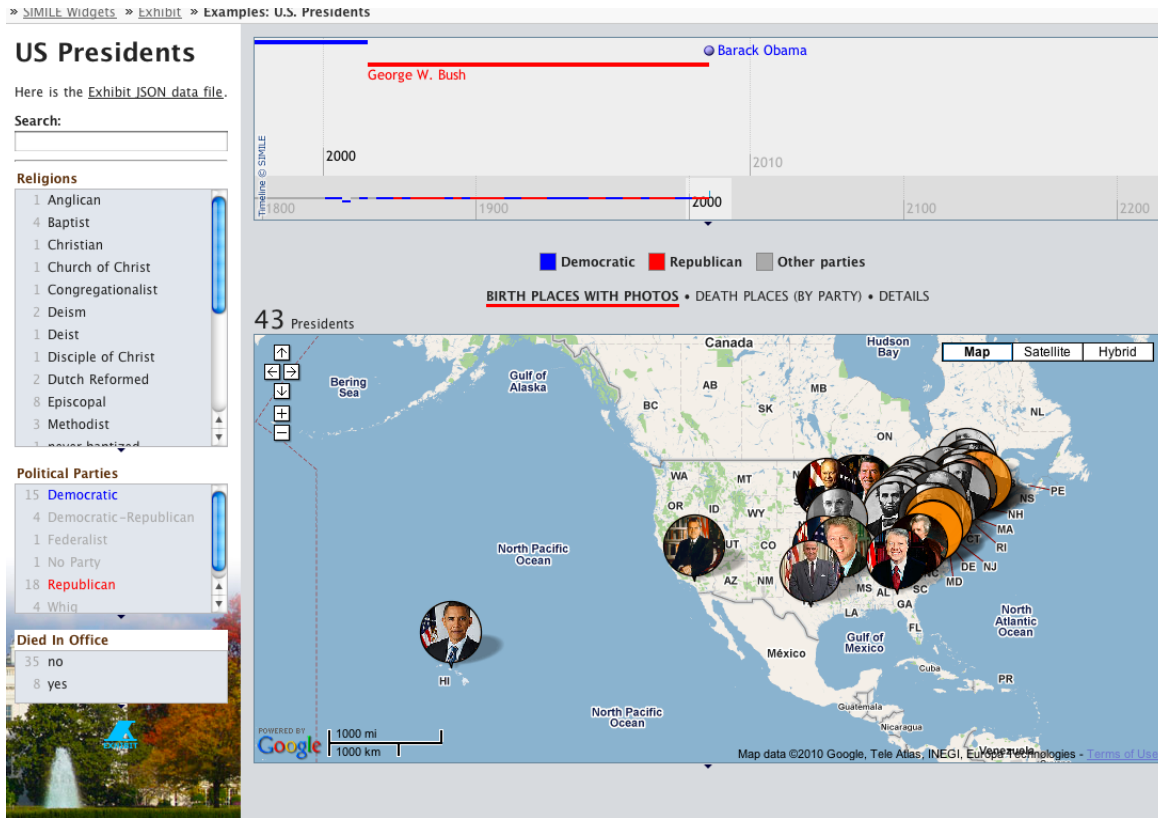 » SIMILE Widgets » Exhibit » Examples: U.S. Presidents
US Presidents
Here is the Exhibit JSON data file.
Search:
Religions
1 Anglican
4 Baptist
1 Christian
1 Church of Christ
1 Congregationalist
2 Deism
1 Deist
1 Disciple of Christ
2 Dutch Reformed
8 Episcopal
3 Methodist
1 never baptized
Political Parties
15 Democratic
4 Democratic-Republican
1 Federalist
1 No Party
18 Republican
4 Whig
Died In Office
35 no
8 yes
EXHIBIT
Barack Obama
George W. Bush
Timeline © SIMILE
2000
2010
1800
1900
2000
2100
2200
Democratic
Republican
Other parties
BIRTH PLACES WITH PHOTOS • DEATH PLACES (BY PARTY) • DETAILS
43 Presidents
Map
Satellite
Hybrid
Canada
Hudson
Bay
Bering
Sea
Gulf of
Alaska
AB
MB
BC
SK
NL
ON
WA
MT
N
PE
NS
OR
ID
WY
NH
MA
UT
CO
CT
RI
North Pacific
Ocean
DE
NJ
AZ
NM
MS
AL
SC
NC
MD
GA
LA
FL
North
Atlantic
Ocean
Gulf of
Mexico
México
Cuba
HI
PR
Guatemala
Nicaragua
North Pacific
Ocean
Venezuela
POWERED BY
Google
1000 mi
1000 km
Map data ©2010 Google, Tele Atlas, INEGI, Europa Technologies - Terms of Use